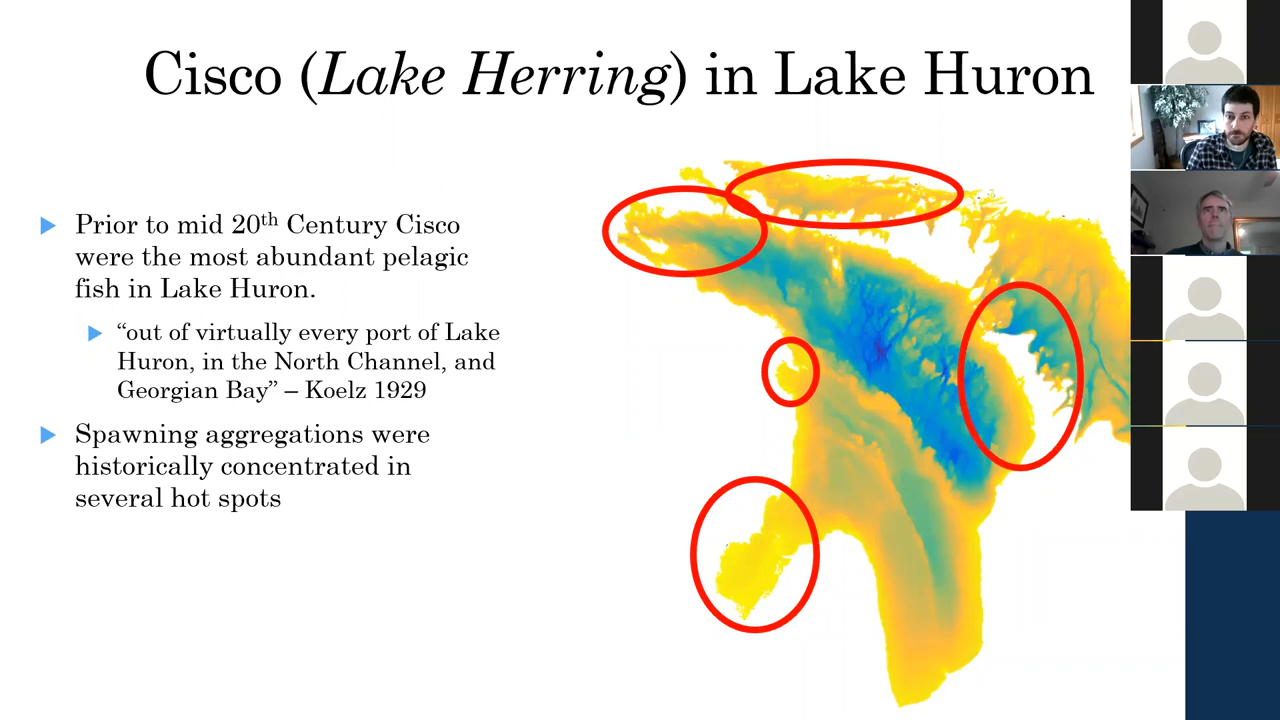 Cisco (Lake Herring) in Lake Huron
Prior to mid 20th Century Cisco
were the most abundant pelagic
fish in Lake Huron.
“out of virtually every port of Lake
Huron, in the North Channel, and
Georgian Bay” – Koelz 1929
Spawning aggregations were
historically concentrated in
several hot spots